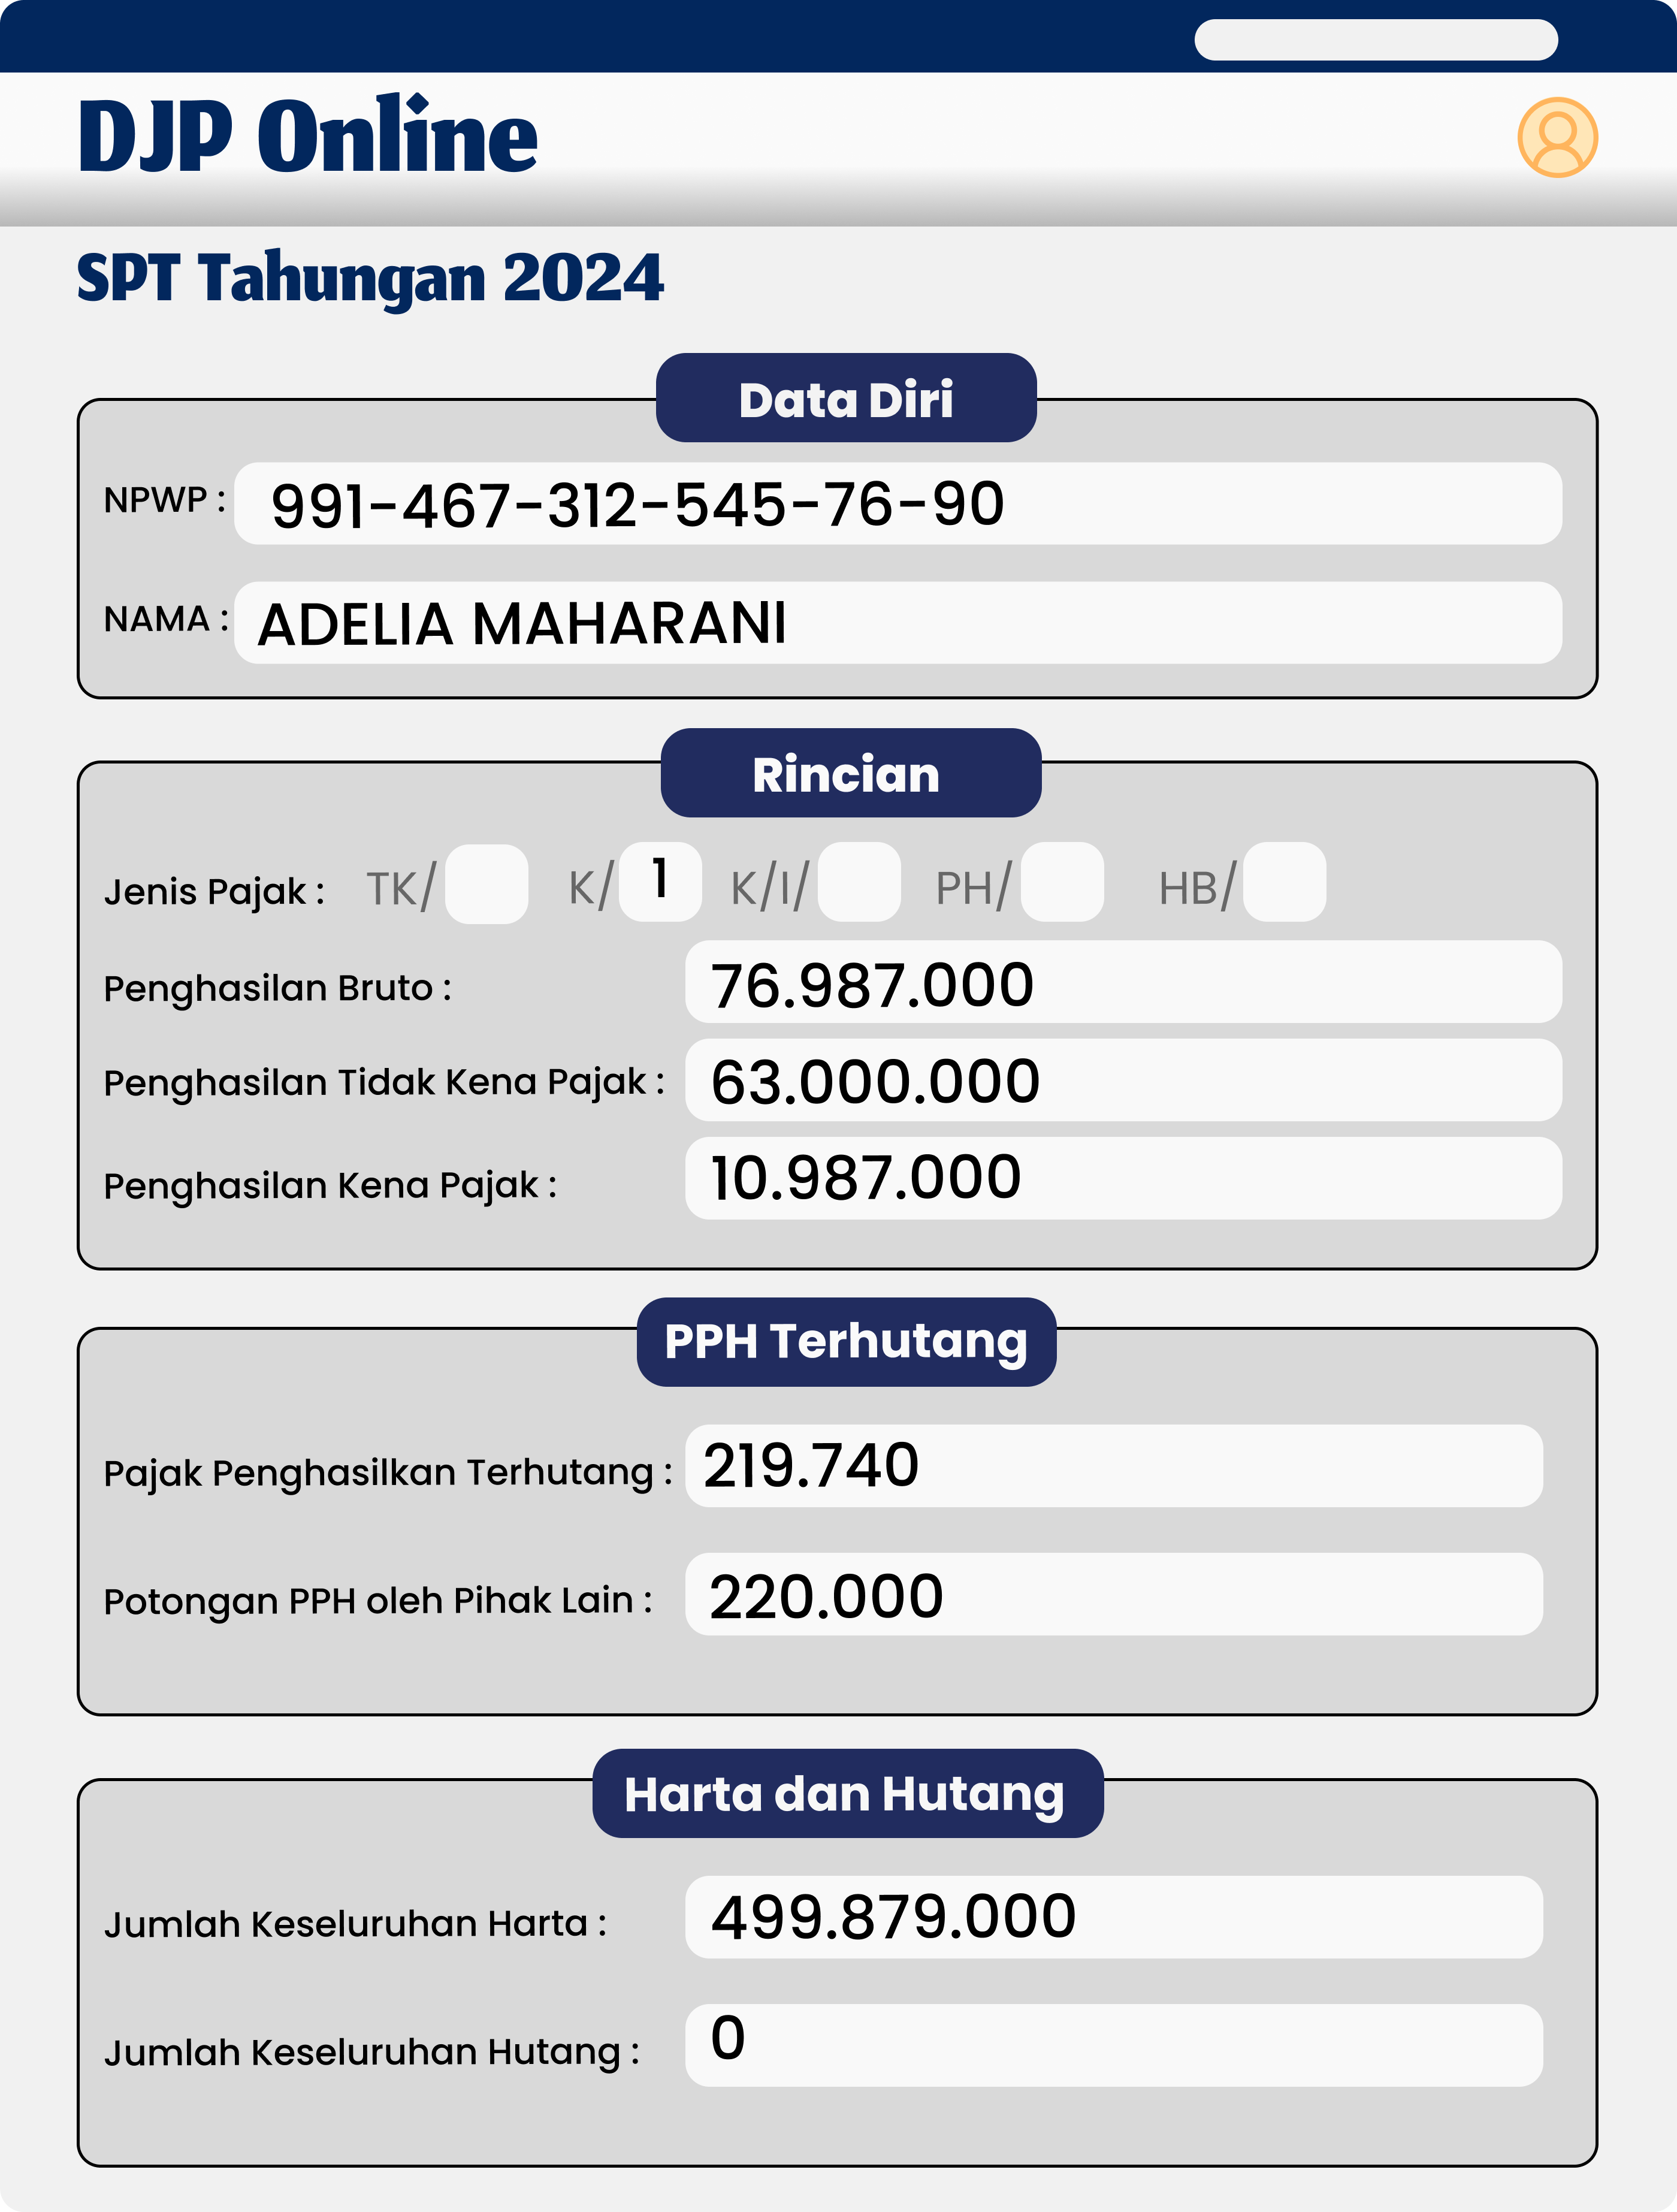 DJP Online
SPT Tahungan 2024
Data Diri
NPWP : 991-467-312-545-76-90
NAMA : ADELIA MAHARANI
Rincian
Jenis Pajak : TK/ K/ 1 K/I/ PH/ HB/
Penghasilan Bruto : 76.987.000
Penghasilan Tidak Kena Pajak : 63.000.000
Penghasilan Kena Pajak : 10.987.000
PPH Terhutang
Pajak Penghasilkan Terhutang : 219.740
Potongan PPH oleh Pihak Lain : 220.000
Harta dan Hutang
Jumlah Keseluruhan Harta : 499.879.000
Jumlah Keseluruhan Hutang : 0